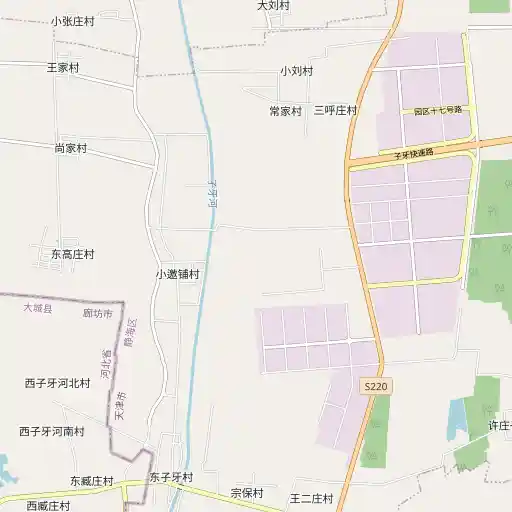 大刘村
小张庄村
王家村
小刘村
常家村
三呼庄村
园区十七号路
尚家村
子牙快速路
子牙河
东高庄村
小邀铺村
大城县
廊坊市
静海区
河北省
天津市
西子牙河北村
S220
西子牙河南村
许庄子
东子牙村
东臧庄村
宗保村
王二庄村
西臧庄村